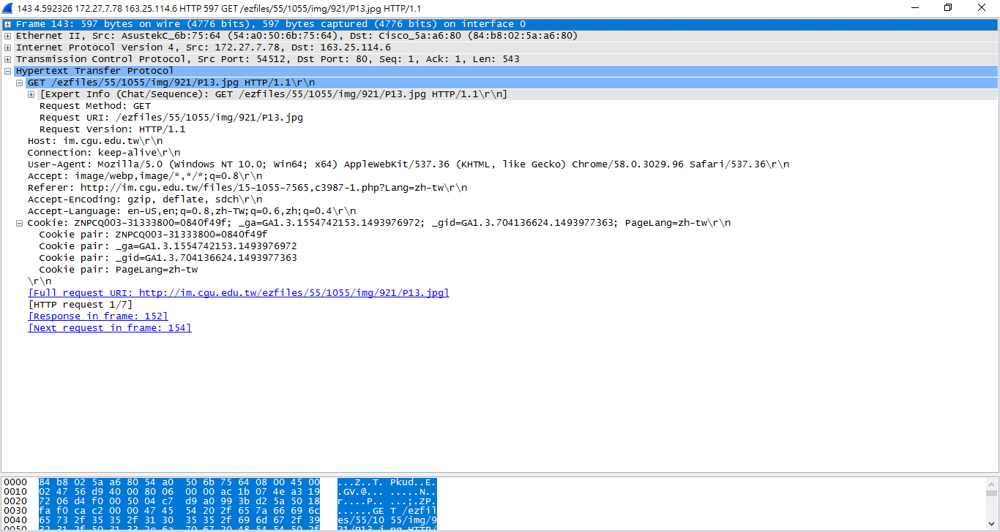 143 4.592326 172.27.7.78 163.25.114.6 HTTP 597 GET /ezfiles/55/1055/img/921/P13.jpg HTTP/1.1
Frame 143: 597 bytes on wire (4776 bits), 597 bytes captured (4776 bits) on interface 0
Ethernet II, Src: AsustekC_6b:75:64 (54:a0:50:6b:75:64), Dst: Cisco_5a:a6:80 (84:b8:02:5a:a6:80)
Internet Protocol Version 4, Src: 172.27.7.78, Dst: 163.25.114.6
Transmission Control Protocol, Src Port: 54512, Dst Port: 80, Seq: 1, Ack: 1, Len: 543
Hypertext Transfer Protocol
GET /ezfiles/55/1055/img/921/P13.jpg HTTP/1.1\r\n
[Expert Info (Chat/Sequence): GET /ezfiles/55/1055/img/921/P13.jpg HTTP/1.1\r\n]
Request Method: GET
Request URI: /ezfiles/55/1055/img/921/P13.jpg
Request Version: HTTP/1.1
Host: im.cgu.edu.tw\r\n
Connection: keep-alive\r\n
User-Agent: Mozilla/5.0 (Windows NT 10.0; Win64; x64) AppleWebKit/537.36 (KHTML, like Gecko) Chrome/58.0.3029.96 Safari/537.36\r\n
Accept: image/webp,image/*,*/*;q=0.8\r\n
Referer: http://im.cgu.edu.tw/files/15-1055-7565,c3987-1.php?Lang=zh-tw\r\n
Accept-Encoding: gzip, deflate, sdch\r\n
Accept-Language: en-US,en;q=0.8,zh-TW;q=0.6,zh;q=0.4\r\n
Cookie: ZNPCQ003-31333800=0840f49f; _ga=GA1.3.1554742153.1493976972; _gid=GA1.3.704136624.1493977363; PageLang=zh-tw\r\n
Cookie pair: ZNPCQ003-31333800=0840f49f
Cookie pair: _ga=GA1.3.1554742153.1493976972
Cookie pair: _gid=GA1.3.704136624.1493977363
Cookie pair: PageLang=zh-tw
\r\n
[Full request URI: http://im.cgu.edu.tw/ezfiles/55/1055/img/921/P13.jpg]
[HTTP request 1/7]
[Response in frame: 152]
[Next request in frame: 154]
0000 84 b8 02 5a a6 80 54 a0 50 6b 75 64 08 00 45 00 ...Z..T. Pkud..E.
0010 02 47 56 d9 40 00 80 06 00 00 ac 1b 07 4e a3 19 .GV.@... .....N..
0020 72 06 d4 f0 00 50 04 c7 d9 a0 99 3b d2 5a 50 18 r....P.. ...;.ZP.
0030 fa f0 ca c2 00 00 47 45 54 20 2f 65 7a 66 69 6c ......GE T /ezfil
0040 65 73 2f 35 35 2f 31 30 35 35 2f 69 6d 67 2f 39 es/55/10 55/img/9
0050 32 31 2f 50 31 33 2e 6a 70 67 20 48 54 54 50 2f 21/P13.j pg HTTP/